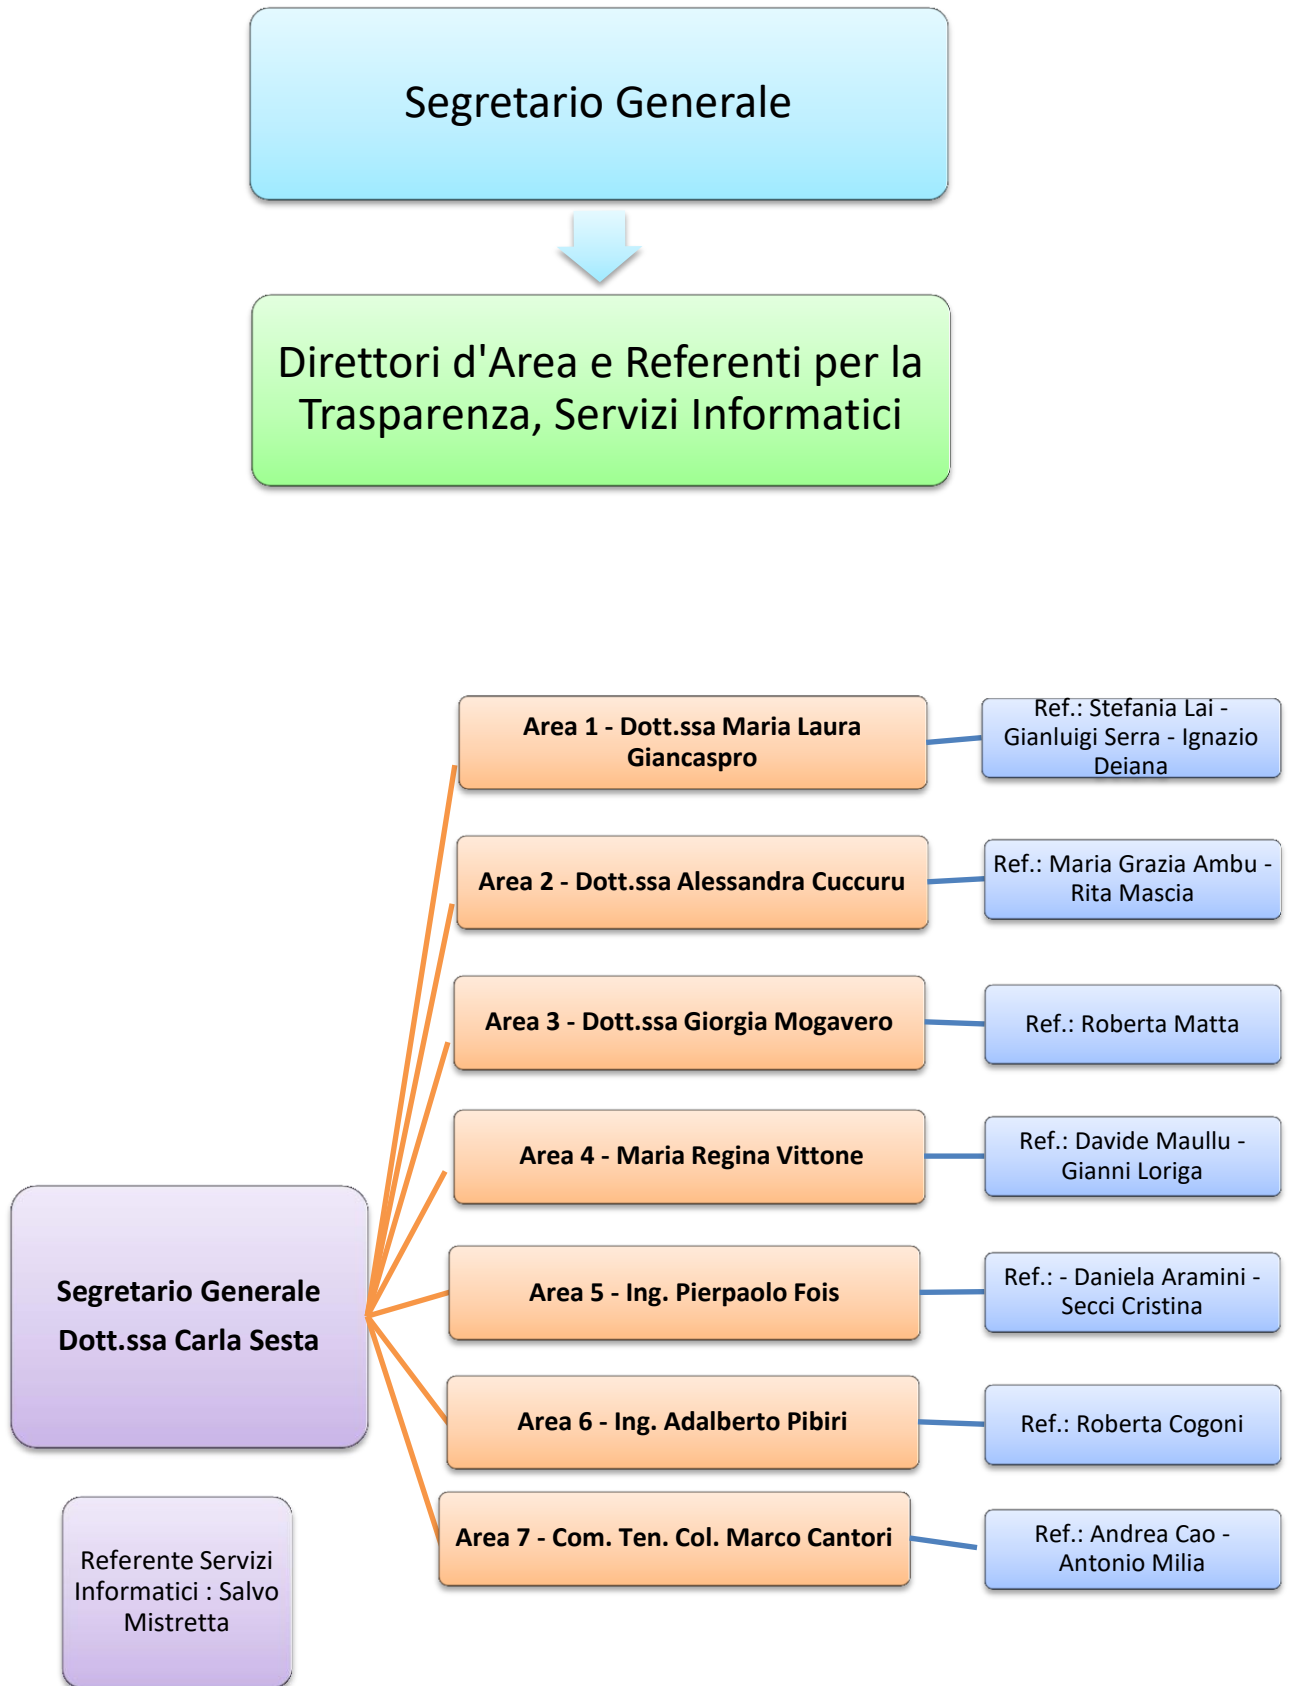 Segretario Generale
Direttori d'Area e Referenti per la
Trasparenza, Servizi Informatici
Area 1 - Dott.ssa Maria Laura
Giancaspro
Ref.: Stefania Lai -
Gianluigi Serra - Ignazio
Deiana
Area 2 - Dott.ssa Alessandra Cuccuru
Ref.: Maria Grazia Ambu -
Rita Mascia
Area 3 - Dott.ssa Giorgia Mogavero
Ref.: Roberta Matta
Area 4 - Maria Regina Vittone
Ref.: Davide Maullu -
Gianni Loriga
Segretario Generale
Dott.ssa Carla Sesta
Area 5 - Ing. Pierpaolo Fois
Ref.: - Daniela Aramini -
Secci Cristina
Area 6 - Ing. Adalberto Pibiri
Ref.: Roberta Cogoni
Area 7 - Com. Ten. Col. Marco Cantori
Ref.: Andrea Cao -
Antonio Milia
Referente Servizi
Informatici : Salvo
Mistretta